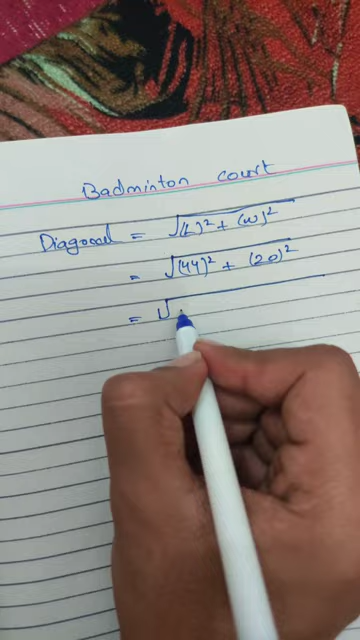 Badminton court
Diagonal = √(L)² + (W)²
= √(44)² + (20)²
= √